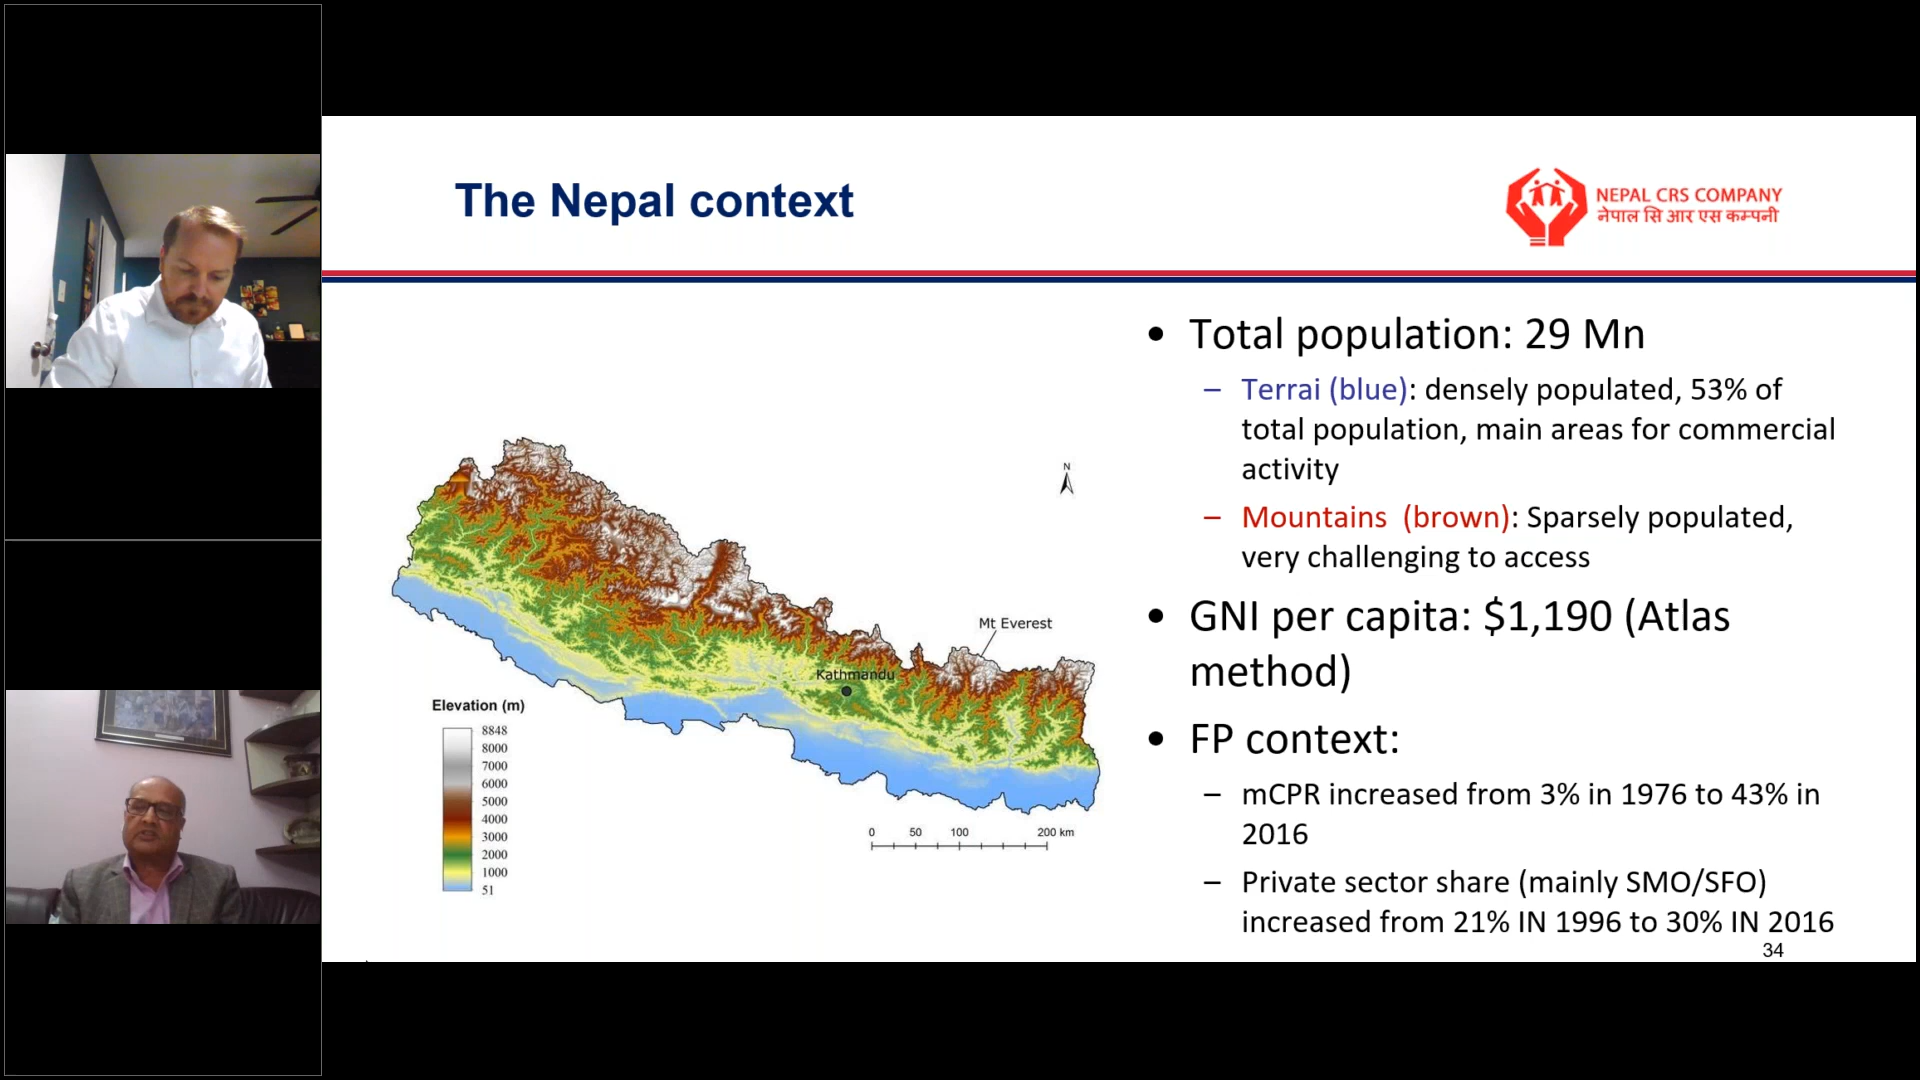 The Nepal context
NEPAL CRS COMPANY
नेपाल सि आर एस कम्पनी
• Total population: 29 Mn
– Terrai (blue): densely populated, 53% of
total population, main areas for commercial
activity
– Mountains (brown): Sparsely populated,
very challenging to access
• GNI per capita: $1,190 (Atlas
method)
• FP context:
– mCPR increased from 3% in 1976 to 43% in
2016
– Private sector share (mainly SMO/SFO)
increased from 21% IN 1996 to 30% IN 2016
34
N
Mt Everest
Kathmandu
Elevation (m)
8848
8000
7000
6000
5000
4000
3000
2000
1000
51
0 50 100 200 km